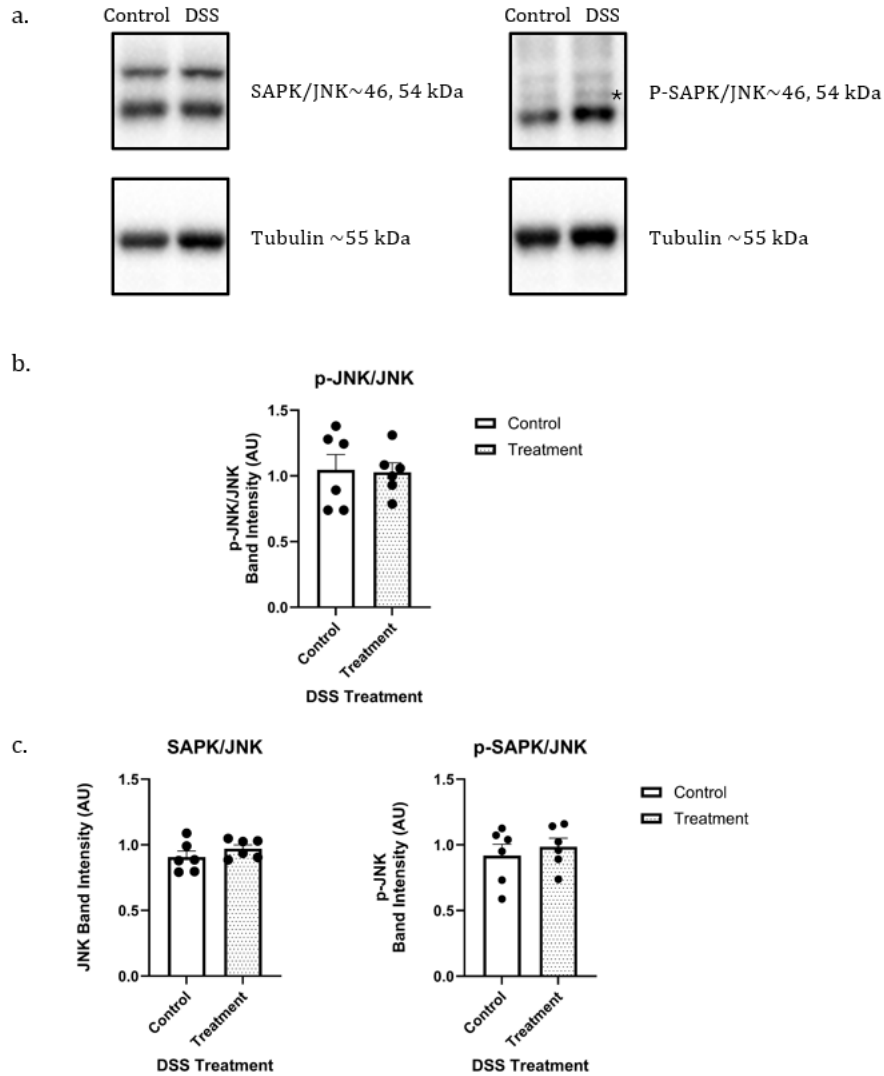 a.
Control DSS
SAPK/JNK~46, 54 kDa
Tubulin ~55 kDa
Control DSS
*
P-SAPK/JNK~46, 54 kDa
Tubulin ~55 kDa
b.
p-JNK/JNK
p-JNK/JNK
Band Intensity (AU)
1.5
1.0
0.5
0.0
Control
Treatment
DSS Treatment
Control
Treatment
c.
SAPK/JNK
JNK Band Intensity (AU)
1.5
1.0
0.5
0.0
Control
Treatment
DSS Treatment
p-SAPK/JNK
p-JNK
Band Intensity (AU)
1.5
1.0
0.5
0.0
Control
Treatment
DSS Treatment
Control
Treatment